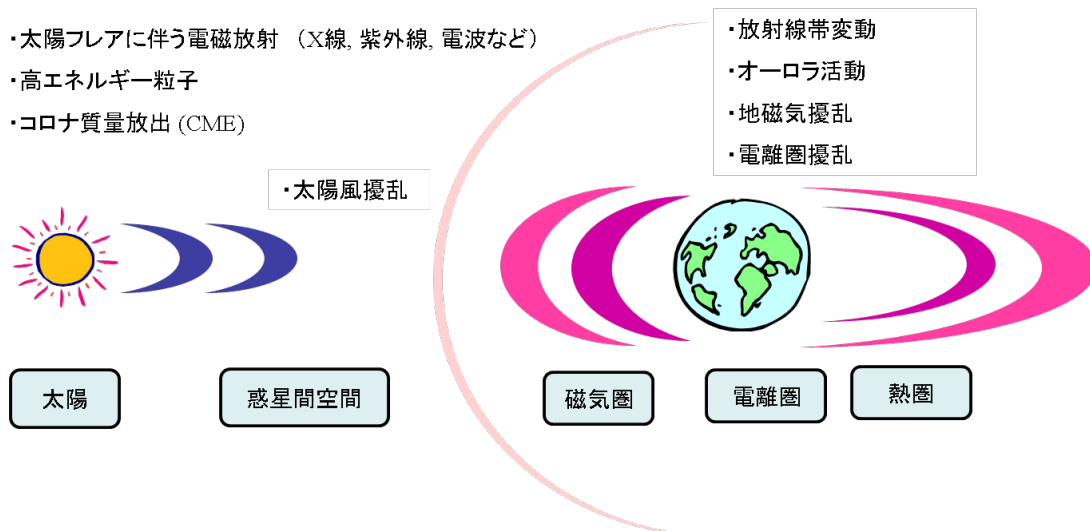 ・太陽フレアに伴う電磁放射 (X線, 紫外線, 電波など)
・高エネルギー粒子
・コロナ質量放出 (CME)
・太陽風擾乱
・放射線帯変動
・オーロラ活動
・地磁気擾乱
・電離圏擾乱
太陽
惑星間空間
磁気圏
電離圏
熱圏